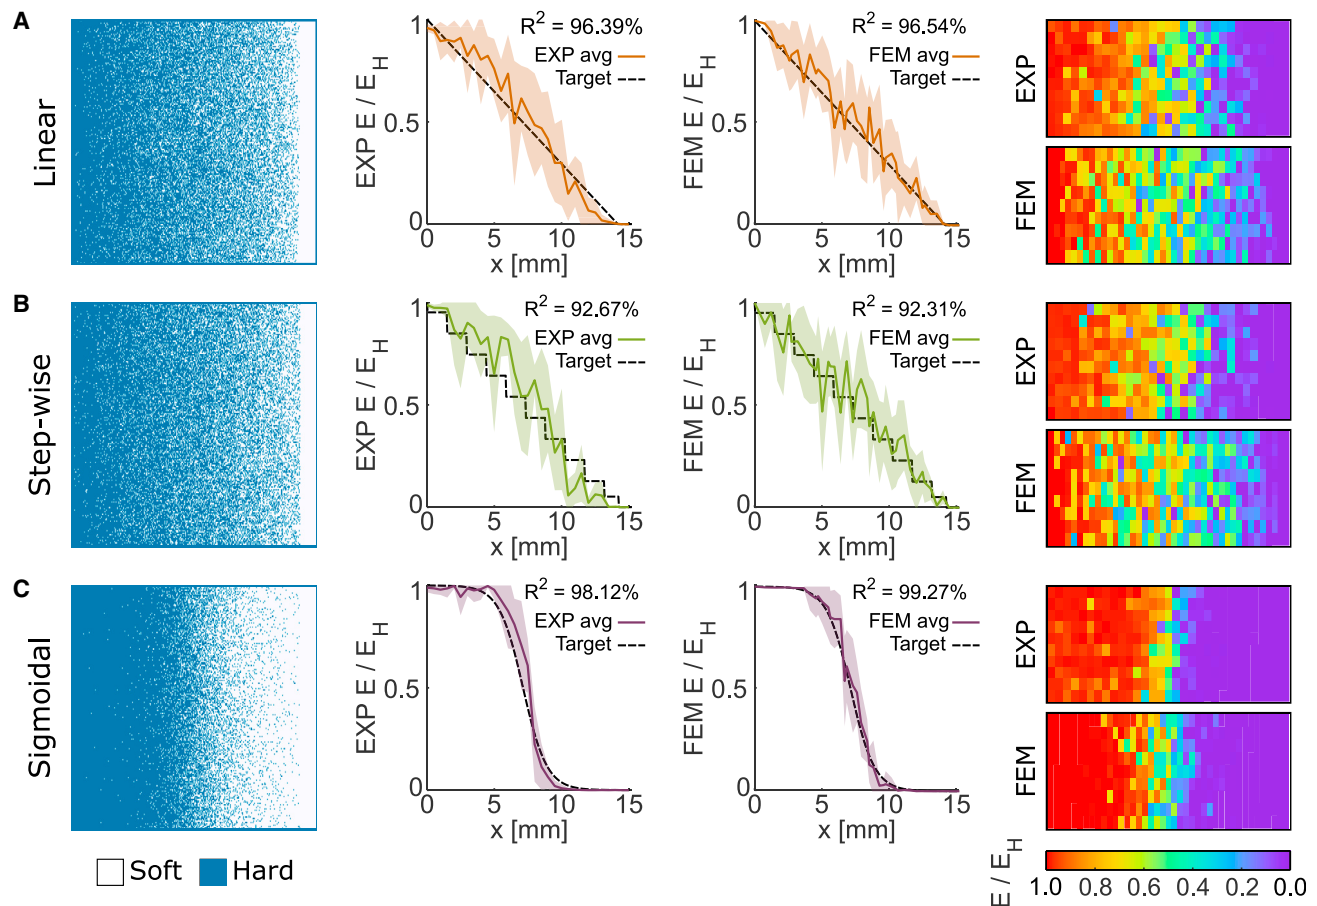 A
Linear
EXP E / E_H
1
0.5
0
R² = 96.39%
EXP avg
Target
0 5 10 15
x [mm]
FEM E / E_H
1
0.5
0
R² = 96.54%
FEM avg
Target
0 5 10 15
x [mm]
EXP
FEM
B
Step-wise
EXP E / E_H
1
0.5
0
R² = 92.67%
EXP avg
Target
0 5 10 15
x [mm]
FEM E / E_H
1
0.5
0
R² = 92.31%
FEM avg
Target
0 5 10 15
x [mm]
EXP
FEM
C
Sigmoidal
EXP E / E_H
1
0.5
0
R² = 98.12%
EXP avg
Target
0 5 10 15
x [mm]
FEM E / E_H
1
0.5
0
R² = 99.27%
FEM avg
Target
0 5 10 15
x [mm]
EXP
FEM
Soft Hard
E / E_H
1.0 0.8 0.6 0.4 0.2 0.0